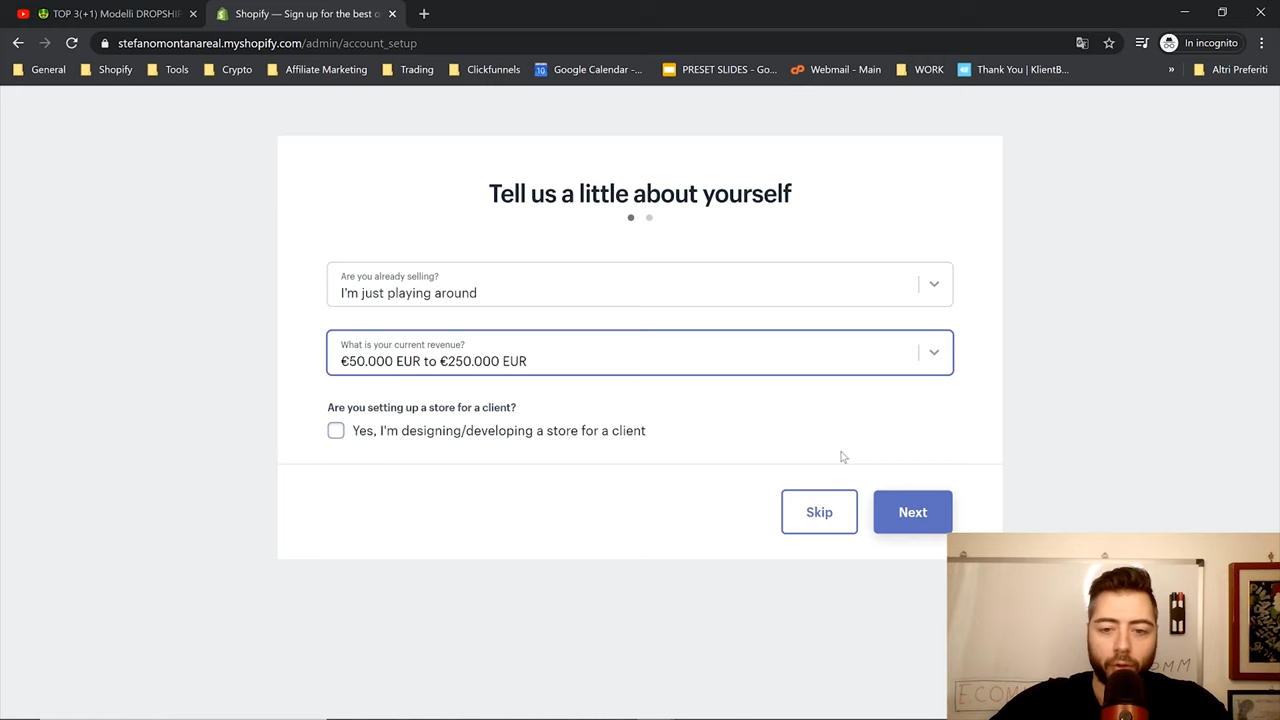 TOP 3(+1) Modelli DROPSHIP
Shopify — Sign up for the best o
stefanomontanareal.myshopify.com/admin/account_setup
In incognito
General
Shopify
Tools
Crypto
Affiliate Marketing
Trading
Clickfunnels
10
Google Calendar -...
PRESET SLIDES - Go...
Webmail - Main
WORK
Thank You | KlientB...
»
Altri Preferiti
Tell us a little about yourself
Are you already selling?
I'm just playing around
What is your current revenue?
€50.000 EUR to €250.000 EUR
Are you setting up a store for a client?
Yes, I'm designing/developing a store for a client
Skip
Next